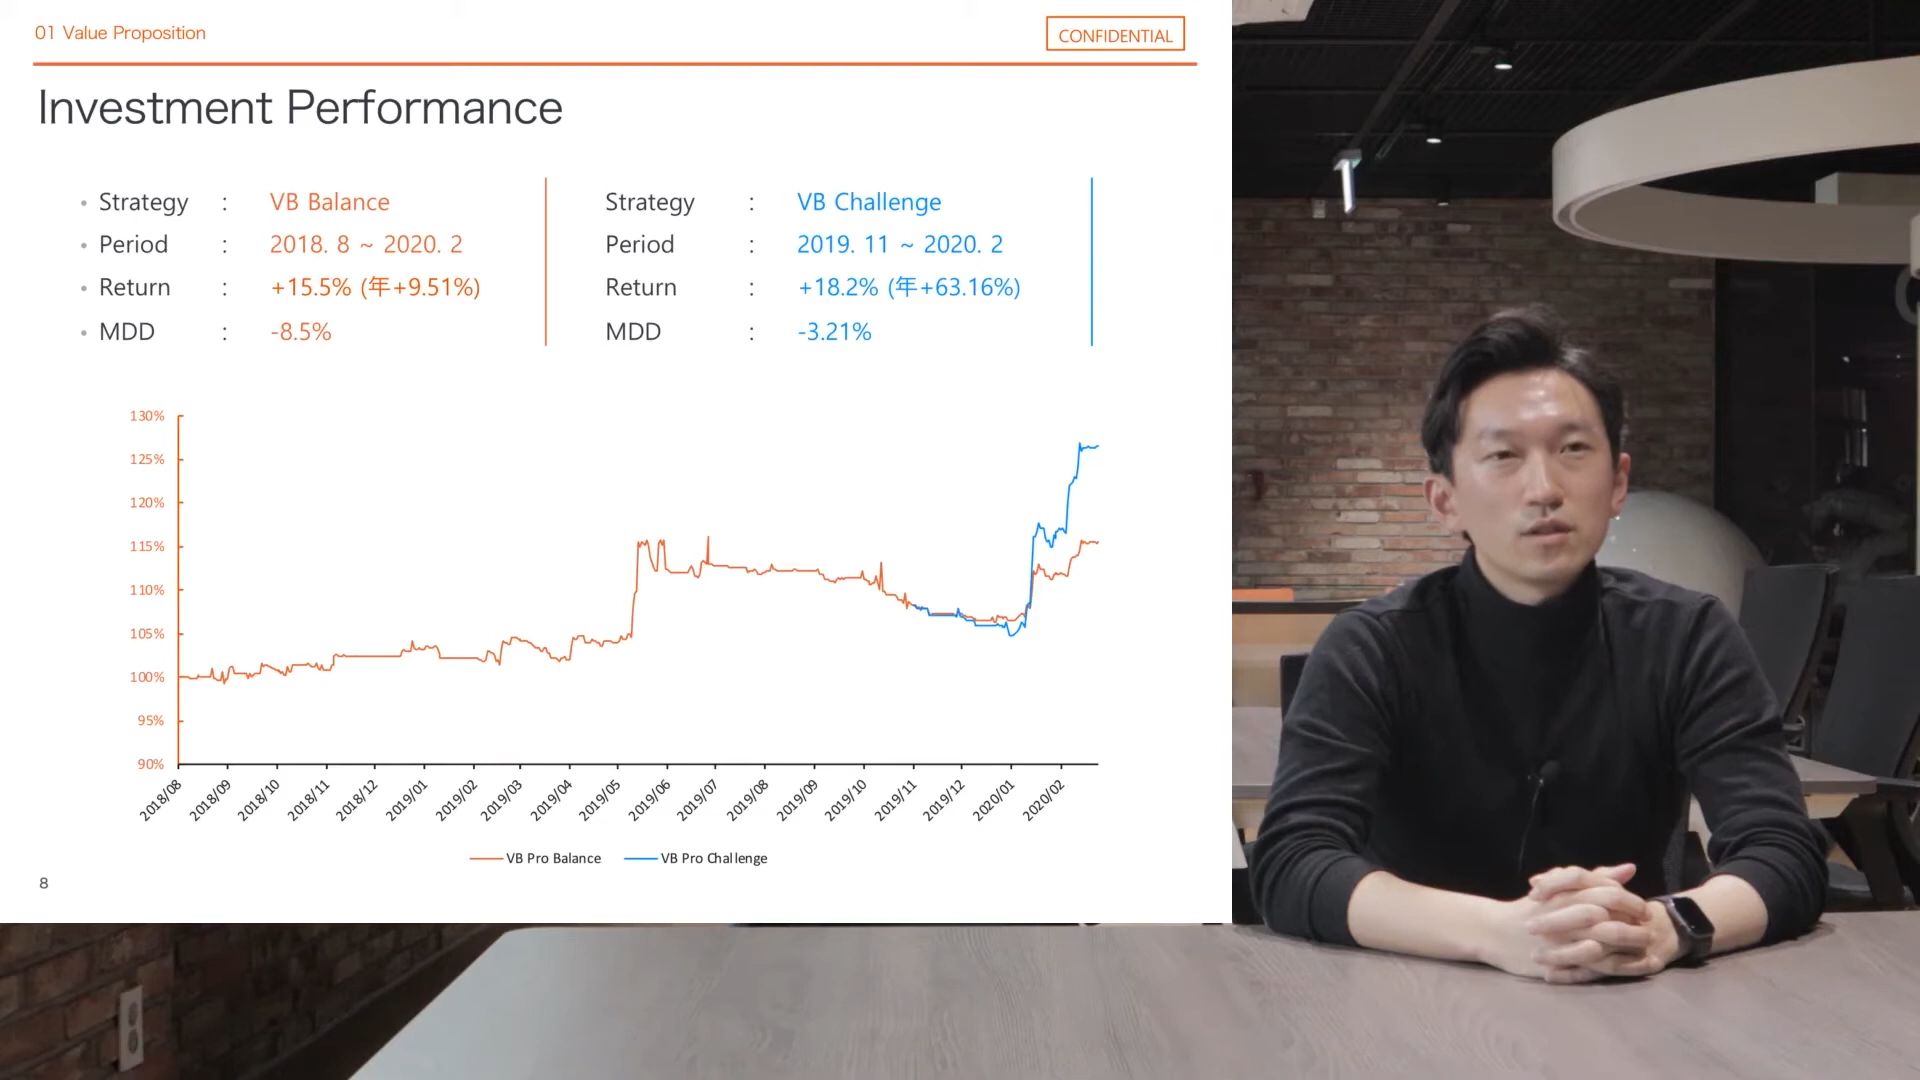 01 Value Proposition
CONFIDENTIAL
Investment Performance
• Strategy : VB Balance
• Period : 2018. 8 ~ 2020. 2
• Return : +15.5% (年+9.51%)
• MDD : -8.5%
Strategy : VB Challenge
Period : 2019. 11 ~ 2020. 2
Return : +18.2% (年+63.16%)
MDD : -3.21%
130%
125%
120%
115%
110%
105%
100%
95%
90%
2018/08
2018/09
2018/10
2018/11
2018/12
2019/01
2019/02
2019/03
2019/04
2019/05
2019/06
2019/07
2019/08
2019/09
2019/10
2019/11
2019/12
2020/01
2020/02
VB Pro Balance
VB Pro Challenge
8